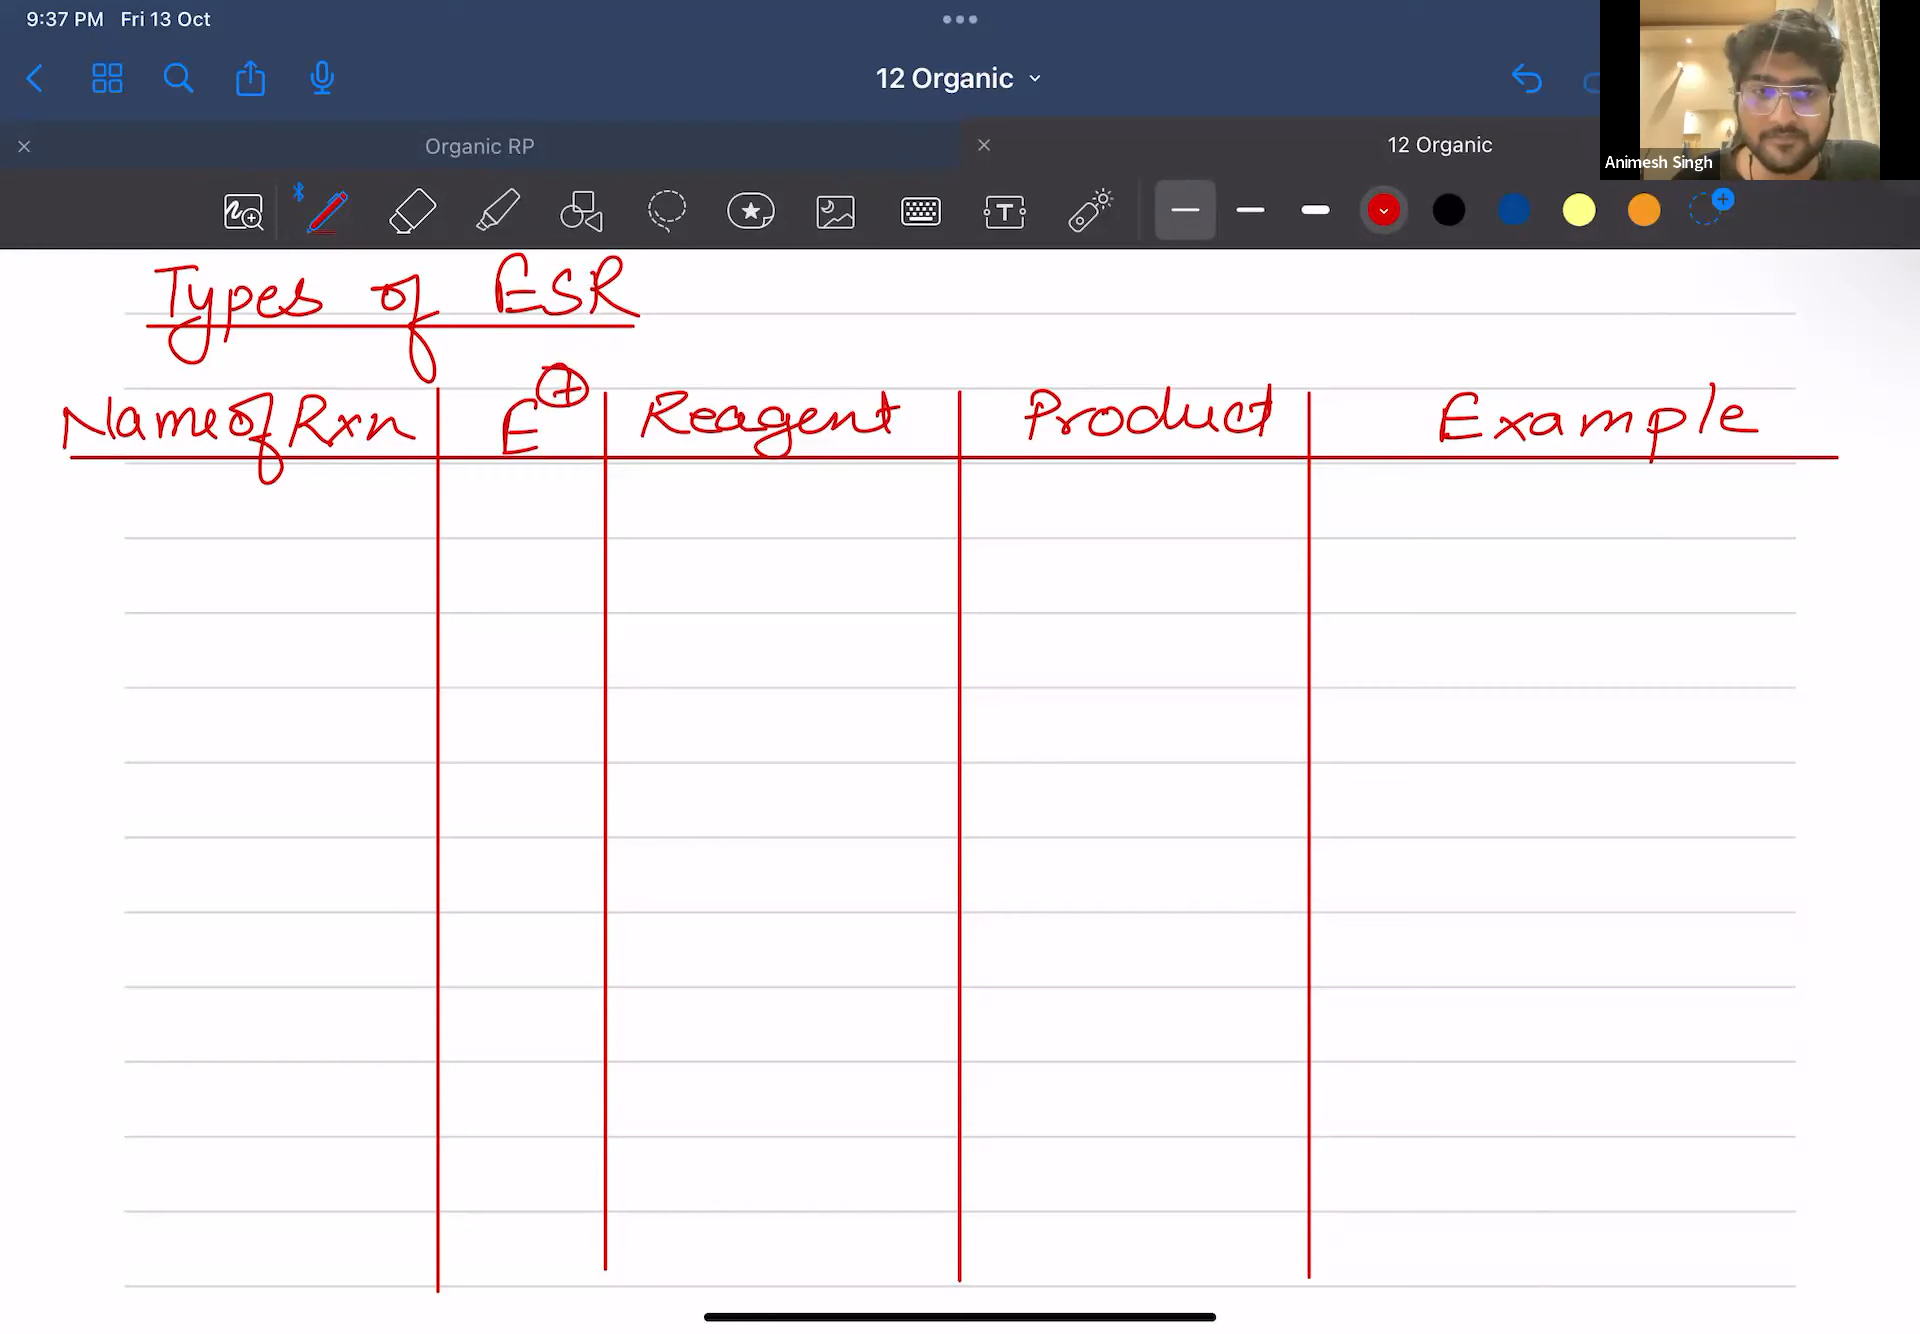 9:37 PM Fri 13 Oct
12 Organic
Organic RP
12 Organic
Animesh Singh
Types of ESR
Name of Rxn E⊕ Reagent Product Example